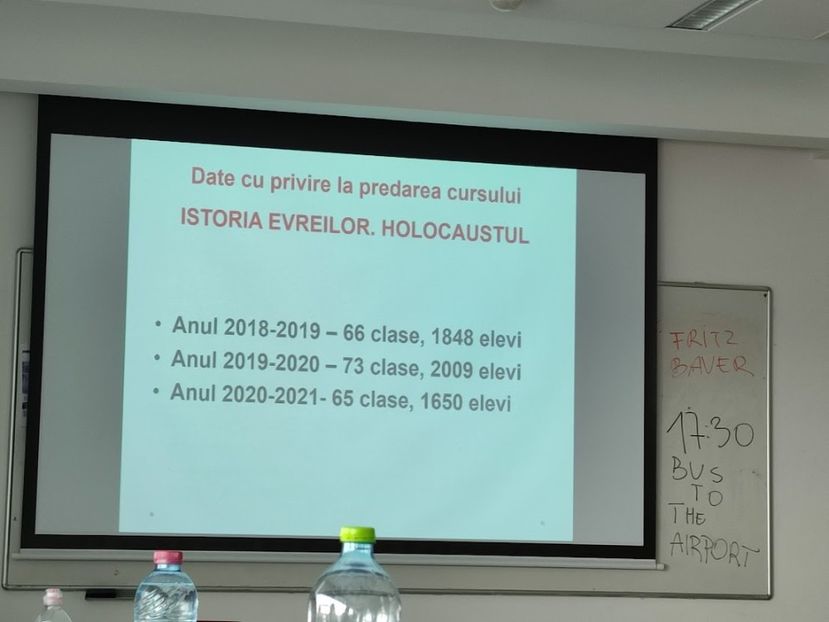 Date cu privire la predarea cursului
ISTORIA EVREILOR. HOLOCAUSTUL
• Anul 2018-2019 – 66 clase, 1848 elevi
• Anul 2019-2020 – 73 clase, 2009 elevi
• Anul 2020-2021- 65 clase, 1650 elevi
FRITZ
BAUER
17:30
BUS
TO
THE
AIRPORT